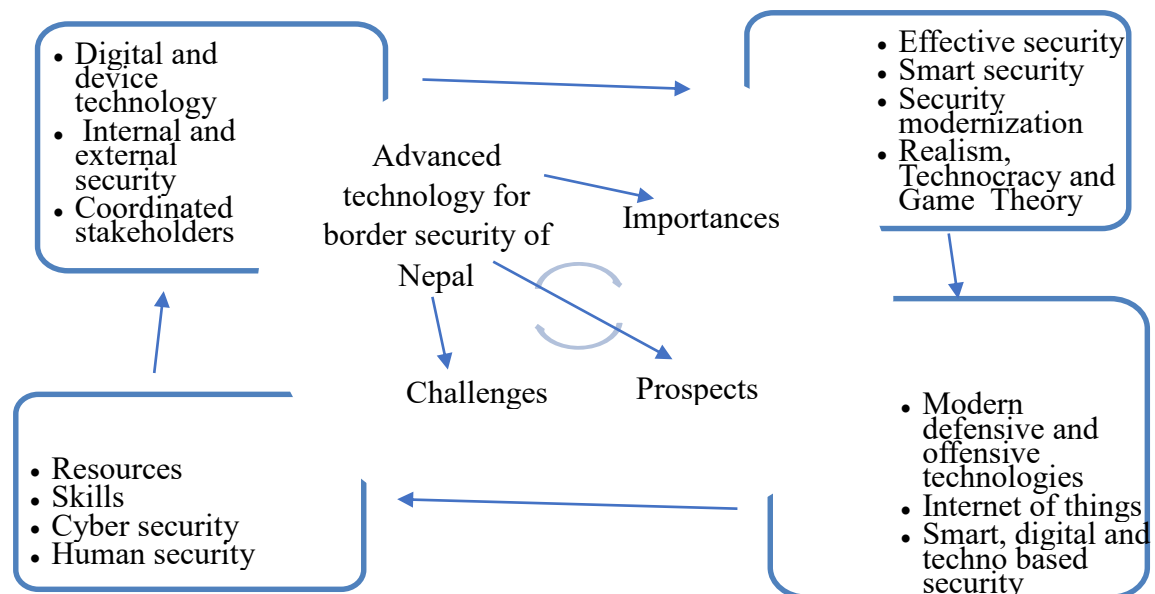 • Digital and
device
technology
• Internal and
external
security
• Coordinated
stakeholders
• Effective security
• Smart security
• Security
modernization
• Realism,
Technocracy and
Game Theory
Advanced
technology for
border security of
Nepal
Importances
Challenges
Prospects
• Resources
• Skills
• Cyber security
• Human security
• Modern
defensive and
offensive
technologies
• Internet of things
• Smart, digital and
techno based
security